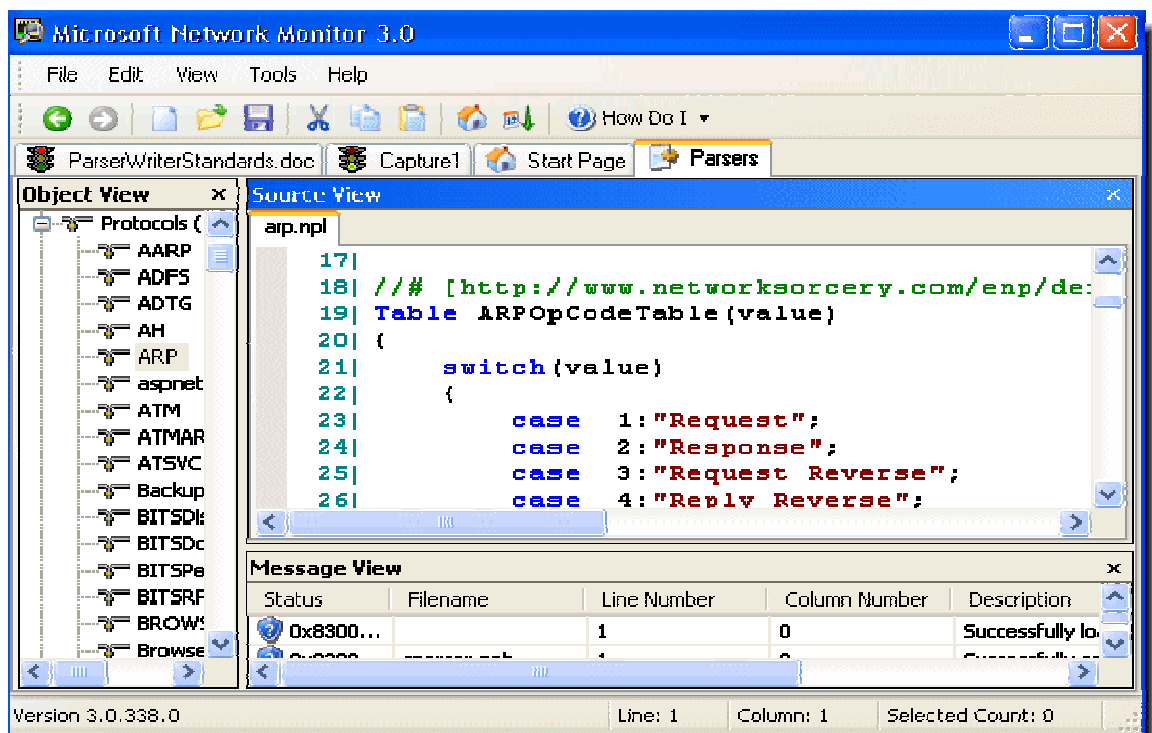 Microsoft Network Monitor 3.0
File Edit View Tools Help
How Do I
ParserWriterStandards.doc Capture1 Start Page Parsers
Object View
Protocols (
AARP
ADFS
ADTG
AH
ARP
aspnet
ATM
ATMAR
ATSVC
Backup
BITSDis
BITSDc
BITSPe
BITSRF
BROWS
Browse
Source View
arp.npl
17|
18| //# [http://www.networksorcery.com/enp/de
19| Table ARPOpCodeTable(value)
20| {
21| switch(value)
22| {
23| case 1:"Request";
24| case 2:"Response";
25| case 3:"Request Reverse";
26| case 4:"Reply Reverse";
Message View
Status Filename Line Number Column Number Description
0x8300... 1 0 Successfully lo
Version 3.0.338.0 Line: 1 Column: 1 Selected Count: 0